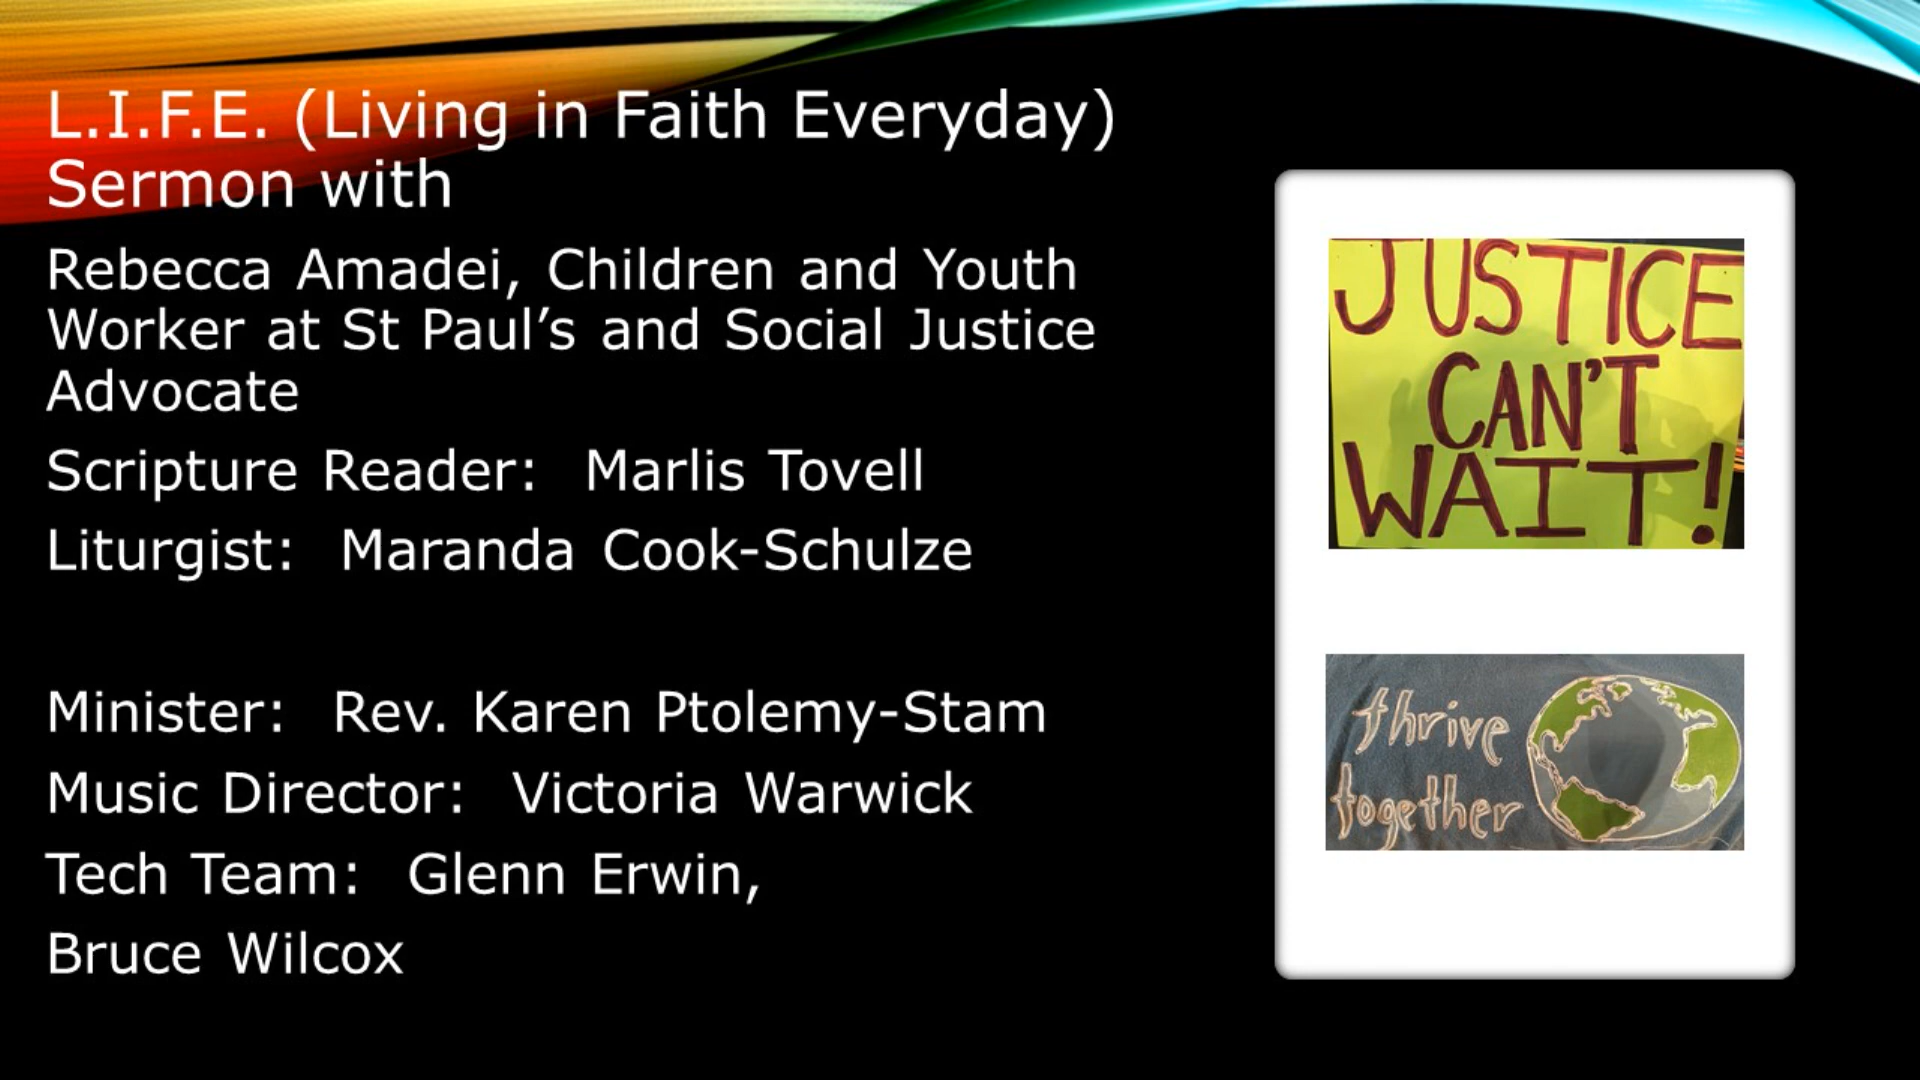 L.I.F.E. (Living in Faith Everyday)
Sermon with
Rebecca Amadei, Children and Youth
Worker at St Paul’s and Social Justice
Advocate
Scripture Reader:  Marlis Tovell
Liturgist:  Maranda Cook-Schulze
Minister:  Rev. Karen Ptolemy-Stam
Music Director:  Victoria Warwick
Tech Team:  Glenn Erwin,
Bruce Wilcox
JUSTICE
CAN'T
WAIT!
thrive
together